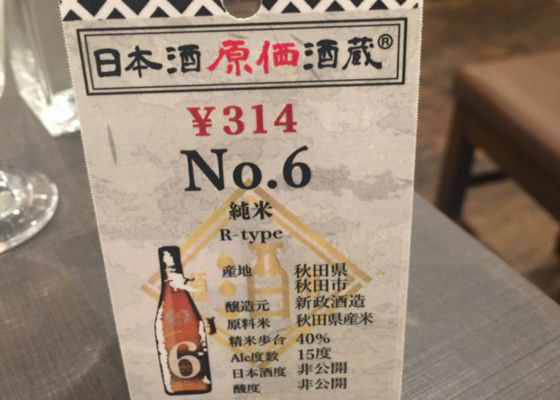 日本酒原価酒蔵®
¥314
No.6
純米
R-type
産地 秋田県
秋田市
醸造元 新政酒造
原料米 秋田県産米
精米歩合 40%
Alc度数 15度
日本酒度 非公開
酸度 非公開
酒
6